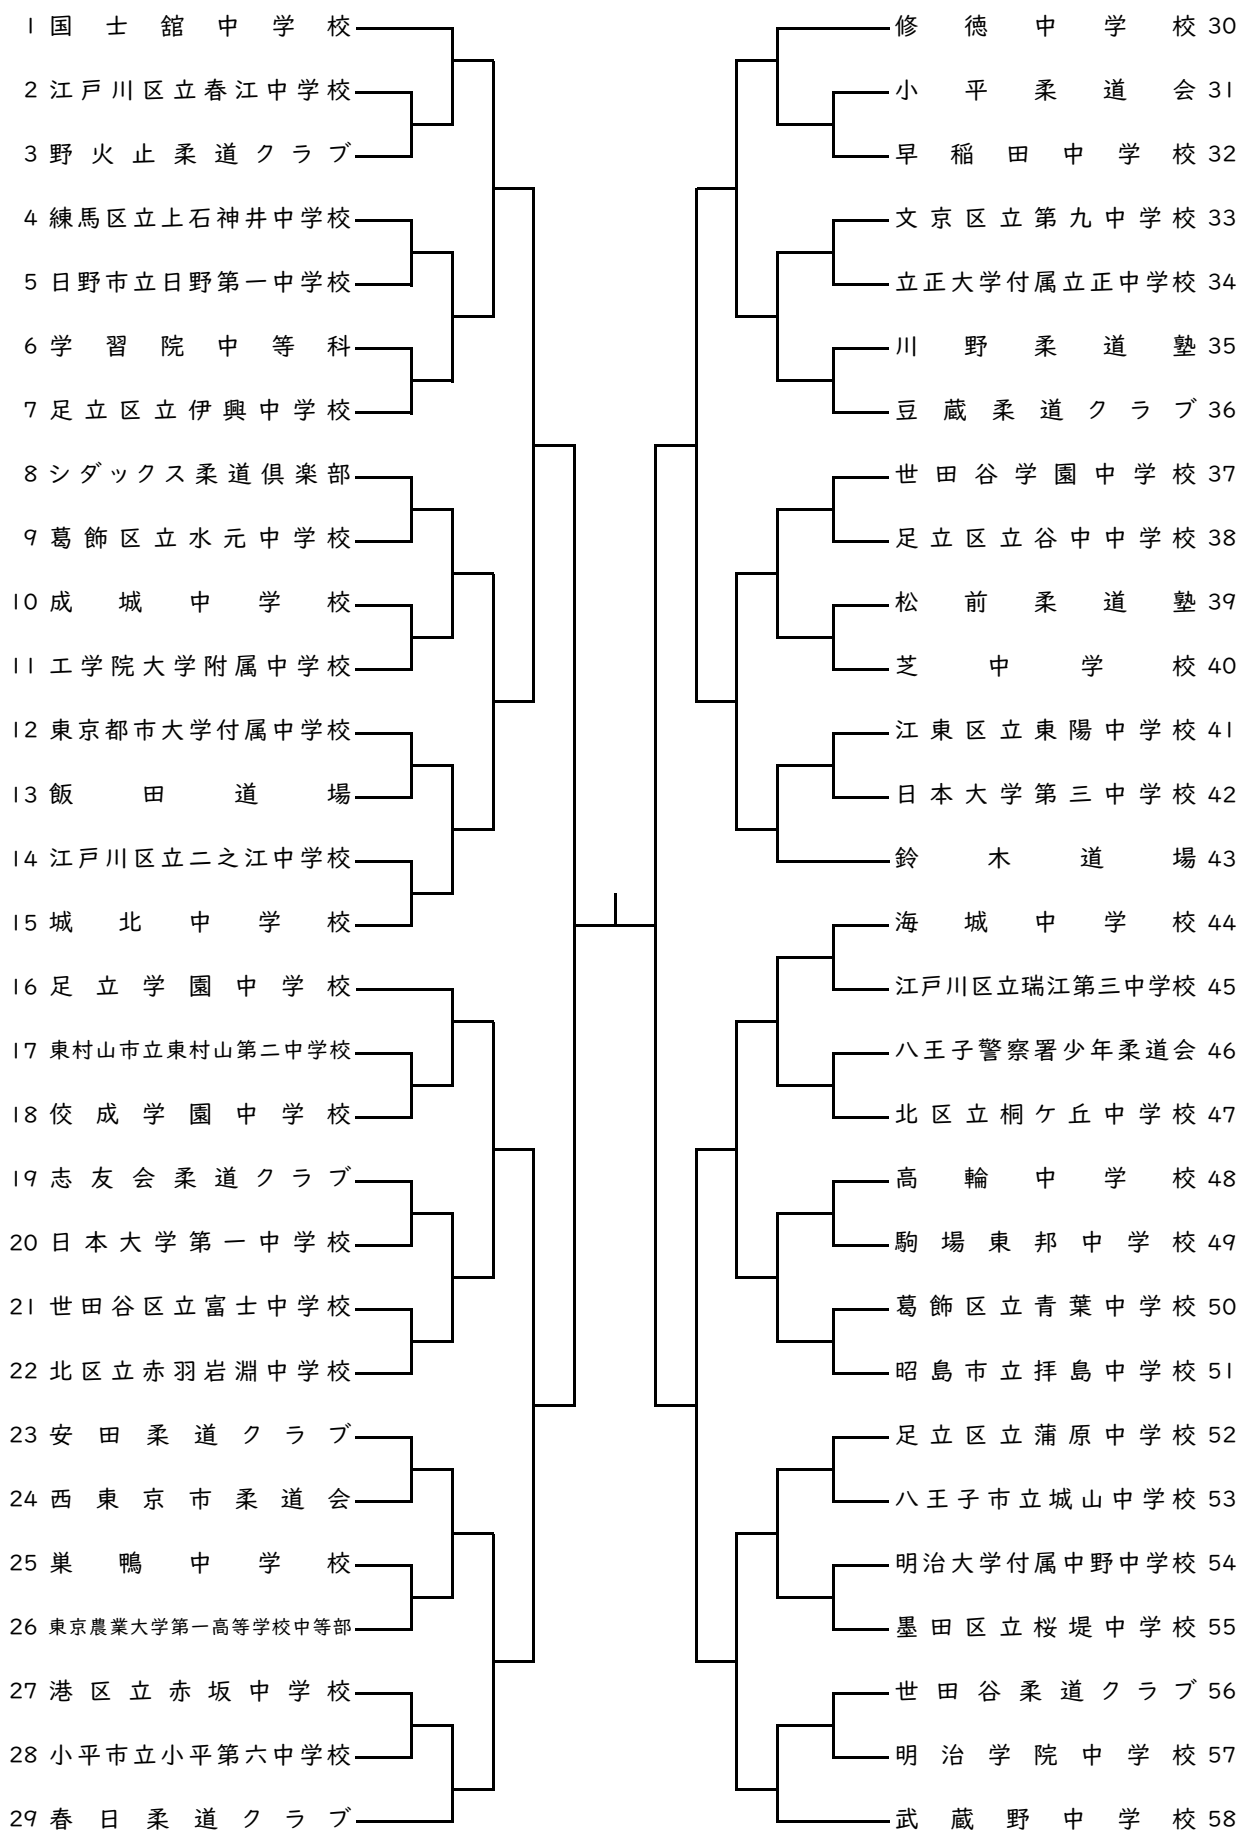 1 国士舘中学校
2 江戸川区立春江中学校
3 野火止柔道クラブ
4 練馬区立上石神井中学校
5 日野市立日野第一中学校
6 学習院中等科
7 足立区立伊興中学校
8 シダックス柔道倶楽部
9 葛飾区立水元中学校
10 成城中学校
11 工学院大学附属中学校
12 東京都市大学付属中学校
13 飯田道場
14 江戸川区立二之江中学校
15 城北中学校
16 足立学園中学校
17 東村山市立東村山第二中学校
18 佼成学園中学校
19 志友会柔道クラブ
20 日本大学第一中学校
21 世田谷区立富士中学校
22 北区立赤羽岩淵中学校
23 安田柔道クラブ
24 西東京市柔道会
25 巣鴨中学校
26 東京農業大学第一高等学校中等部
27 港区立赤坂中学校
28 小平市立小平第六中学校
29 春日柔道クラブ
修徳中学校 30
小平柔道会 31
早稲田中学校 32
文京区立第九中学校 33
立正大学付属立正中学校 34
川野柔道塾 35
豆蔵柔道クラブ 36
世田谷学園中学校 37
足立区立谷中中学校 38
松前柔道塾 39
芝中学校 40
江東区立東陽中学校 41
日本大学第三中学校 42
鈴木道場 43
海城中学校 44
江戸川区立瑞江第三中学校 45
八王子警察署少年柔道会 46
北区立桐ケ丘中学校 47
高輪中学校 48
駒場東邦中学校 49
葛飾区立青葉中学校 50
昭島市立拝島中学校 51
足立区立蒲原中学校 52
八王子市立城山中学校 53
明治大学付属中野中学校 54
墨田区立桜堤中学校 55
世田谷柔道クラブ 56
明治学院中学校 57
武蔵野中学校 58